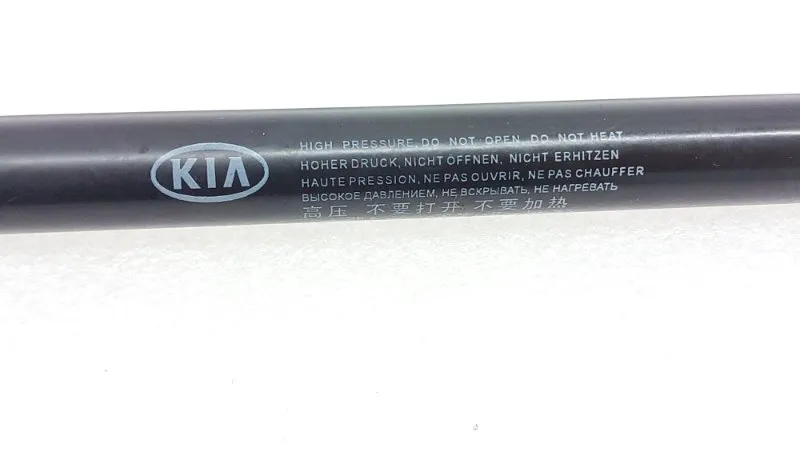 KIA
HIGH PRESSURE, DO NOT OPEN, DO NOT HEAT
HOHER DRUCK, NICHT ÖFFNEN, NICHT ERHITZEN
HAUTE PRESSION, NE PAS OUVRIR, NE PAS CHAUFFER
ВЫСОКОЕ ДАВЛЕНИЕМ, НЕ ВСКРЫВАТЬ, НЕ НАГРЕВАТЬ
高压 不要打开 不要加热